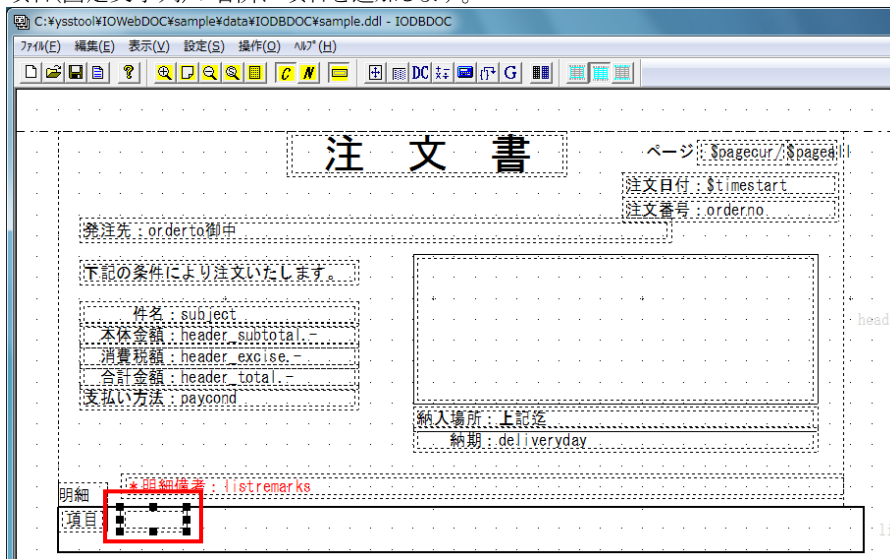 C:¥ysstool¥IOWebDOC¥sample¥data¥IODBDOC¥sample.ddl - IODBDOC
ﾌｧｲﾙ(F) 編集(E) 表示(V) 設定(S) 操作(O) ﾍﾙﾌﾟ(H)
注 文 書
ページ : $pagecur/$pageall
注文日付 : $timestart
注文番号 : orderno
発注先 : orderto御中
下記の条件により注文いたします。
件名 : subject
本体金額 : header_subtotal.-
消費税額 : header_excise.-
合計金額 : header_total.-
支払い方法 : paycond
head
納入場所 : 上記迄
納期 : deliveryday
明細
*明細備考 : listremarks
項目
li